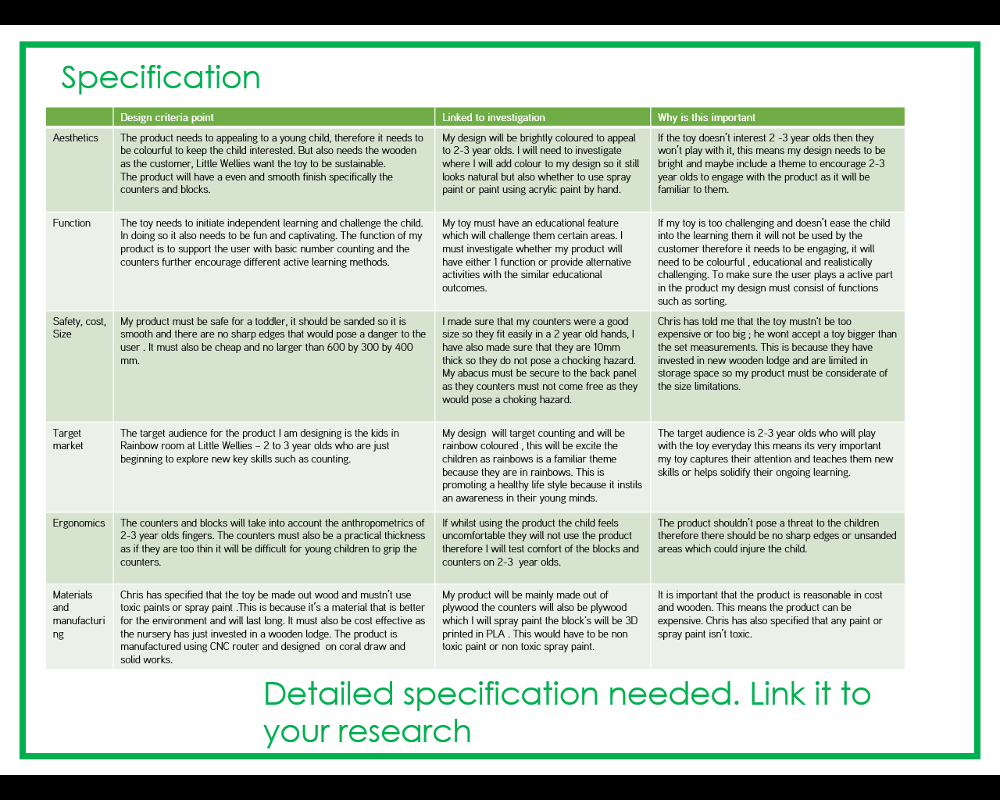 Specification
Design criteria point
Linked to investigation
Why is this important
Aesthetics
The product needs to appealing to a young child, therefore it needs to
be colourful to keep the child interested. But also needs the wooden
as the customer, Little Wellies want the toy to be sustainable.
The product will have a even and smooth finish specifically the
counters and blocks.
My design will be brightly coloured to appeal
to 2-3 year olds. I will need to investigate
where I will add colour to my design so it still
looks natural but also whether to use spray
paint or paint using acrylic paint by hand.
If the toy doesn't interest 2 -3 year olds then they
won't play with it, this means my design needs to be
bright and maybe include a theme to encourage 2-3
year olds to engage with the product as it will be
familiar to them.
Function
The toy needs to initiate independent learning and challenge the child.
In doing so it also needs to be fun and captivating. The function of my
product is to support the user with basic number counting and the
counters further encourage different active learning methods.
My toy must have an educational feature
which will challenge them certain areas. I
must investigate whether my product will
have either 1 function or provide alternative
activities with the similar educational
outcomes.
If my toy is too challenging and doesn't ease the child
into the learning them it will not be used by the
customer therefore it needs to be engaging, it will
need to be colourful , educational and realistically
challenging. To make sure the user plays a active part
in the product my design must consist of functions
such as sorting.
Safety, cost,
Size
My product must be safe for a toddler, it should be sanded so it is
smooth and there are no sharp edges that would pose a danger to the
user . It must also be cheap and no larger than 600 by 300 by 400
mm.
I made sure that my counters were a good
size so they fit easily in a 2 year old hands, I
have also made sure that they are 10mm
thick so they do not pose a chocking hazard.
My abacus must be secure to the back panel
as they counters must not come free as they
would pose a choking hazard.
Chris has told me that the toy mustn't be too
expensive or too big ; he wont accept a toy bigger than
the set measurements. This is because they have
invested in new wooden lodge and are limited in
storage space so my product must be considerate of
the size limitations.
Target
market
The target audience for the product I am designing is the kids in
Rainbow room at Little Wellies – 2 to 3 year olds who are just
beginning to explore new key skills such as counting.
My design will target counting and will be
rainbow coloured , this will be excite the
children as rainbows is a familiar theme
because they are in rainbows. This is
promoting a healthy life style because it instils
an awareness in their young minds.
The target audience is 2-3 year olds who will play
with the toy everyday this means its very important
my toy captures their attention and teaches them new
skills or helps solidify their ongoing learning.
Ergonomics
The counters and blocks will take into account the anthropometrics of
2-3 year olds fingers. The counters must also be a practical thickness
as if they are too thin it will be difficult for young children to grip the
counters.
If whilst using the product the child feels
uncomfortable they will not use the product
therefore I will test comfort of the blocks and
counters on 2-3 year olds.
The product shouldn't pose a threat to the children
therefore there should be no sharp edges or unsanded
areas which could injure the child.
Materials
and
manufacturi
ng
Chris has specified that the toy be made out wood and mustn't use
toxic paints or spray paint .This is because it's a material that is better
for the environment and will last long. It must also be cost effective as
the nursery has just invested in a wooden lodge. The product is
manufactured using CNC router and designed on coral draw and
solid works.
My product will be mainly made out of
plywood the counters will also be plywood
which I will spray paint the block's will be 3D
printed in PLA . This would have to be non
toxic paint or non toxic spray paint.
It is important that the product is reasonable in cost
and wooden. This means the product can be
expensive. Chris has also specified that any paint or
spray paint isn't toxic.
Detailed specification needed. Link it to
your research